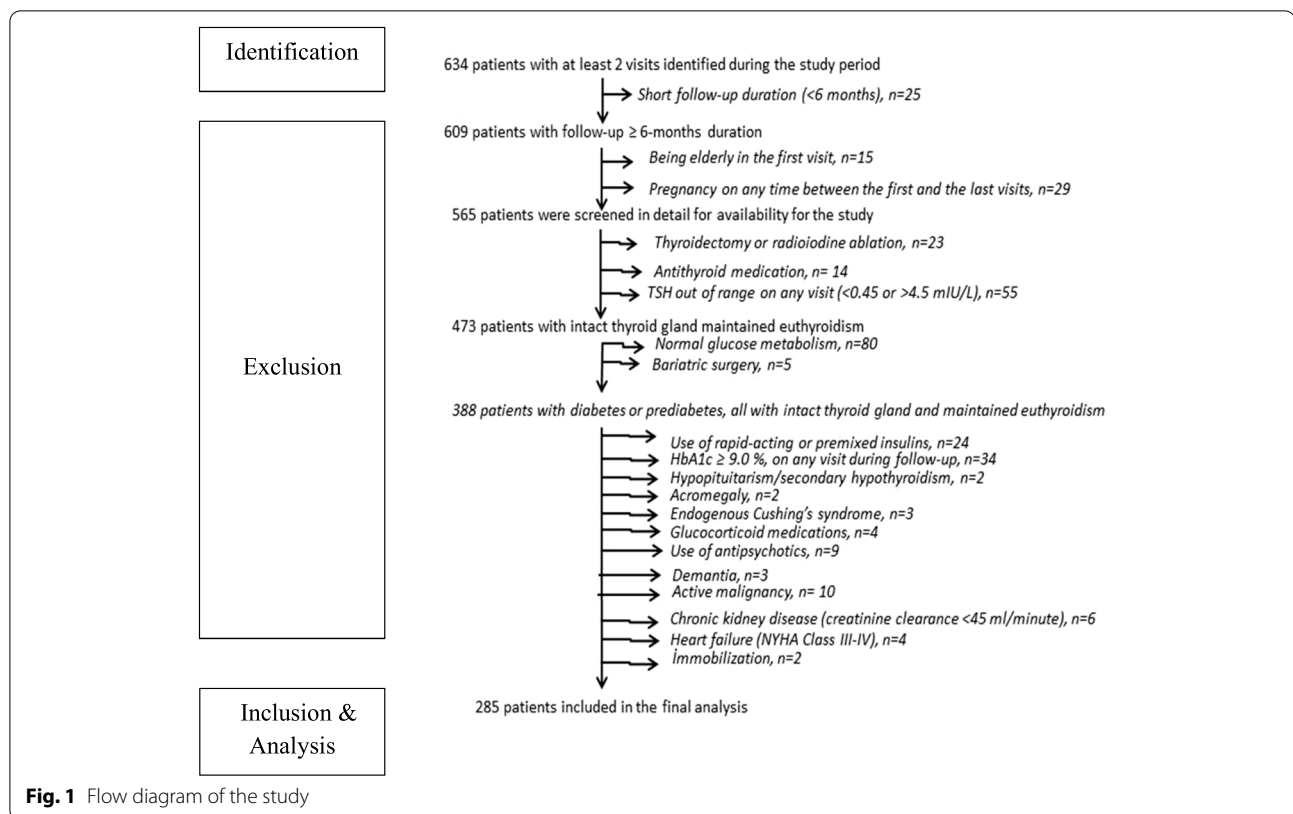 Identification
634 patients with at least 2 visits identified during the study period
Short follow-up duration (<6 months), n=25
609 patients with follow-up ≥ 6-months duration
Being elderly in the first visit, n=15
Pregnancy on any time between the first and the last visits, n=29
565 patients were screened in detail for availability for the study
Thyroidectomy or radioiodine ablation, n=23
Antithyroid medication, n= 14
TSH out of range on any visit (<0.45 or >4.5 mIU/L), n=55
473 patients with intact thyroid gland maintained euthyroidism
Normal glucose metabolism, n=80
Bariatric surgery, n=5
Exclusion
388 patients with diabetes or prediabetes, all with intact thyroid gland and maintained euthyroidism
Use of rapid-acting or premixed insulins, n=24
HbA1c ≥ 9.0 %, on any visit during follow-up, n=34
Hypopituitarism/secondary hypothyroidism, n=2
Acromegaly, n=2
Endogenous Cushing's syndrome, n=3
Glucocorticoid medications, n=4
Use of antipsychotics, n=9
Demantia, n=3
Active malignancy, n= 10
Chronic kidney disease (creatinine clearance <45 ml/minute), n=6
Heart failure (NYHA Class III-IV), n=4
İmmobilization, n=2
Inclusion &
Analysis
285 patients included in the final analysis
Fig. 1 Flow diagram of the study